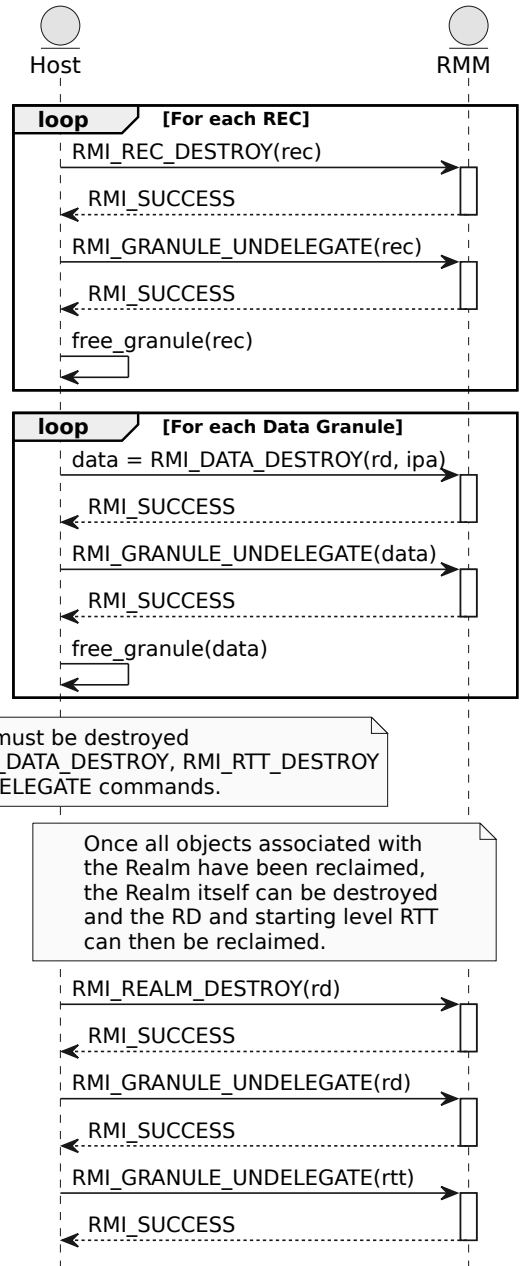 Host
RMM
loop [For each REC]
RMI_REC_DESTROY(rec)
RMI_SUCCESS
RMI_GRANULE_UNDELEGATE(rec)
RMI_SUCCESS
free_granule(rec)
loop [For each Data Granule]
data = RMI_DATA_DESTROY(rd, ipa)
RMI_SUCCESS
RMI_GRANULE_UNDELEGATE(data)
RMI_SUCCESS
free_granule(data)
must be destroyed
_DATA_DESTROY, RMI_RTT_DESTROY
ELEGATE commands.
Once all objects associated with
the Realm have been reclaimed,
the Realm itself can be destroyed
and the RD and starting level RTT
can then be reclaimed.
RMI_REALM_DESTROY(rd)
RMI_SUCCESS
RMI_GRANULE_UNDELEGATE(rd)
RMI_SUCCESS
RMI_GRANULE_UNDELEGATE(rtt)
RMI_SUCCESS